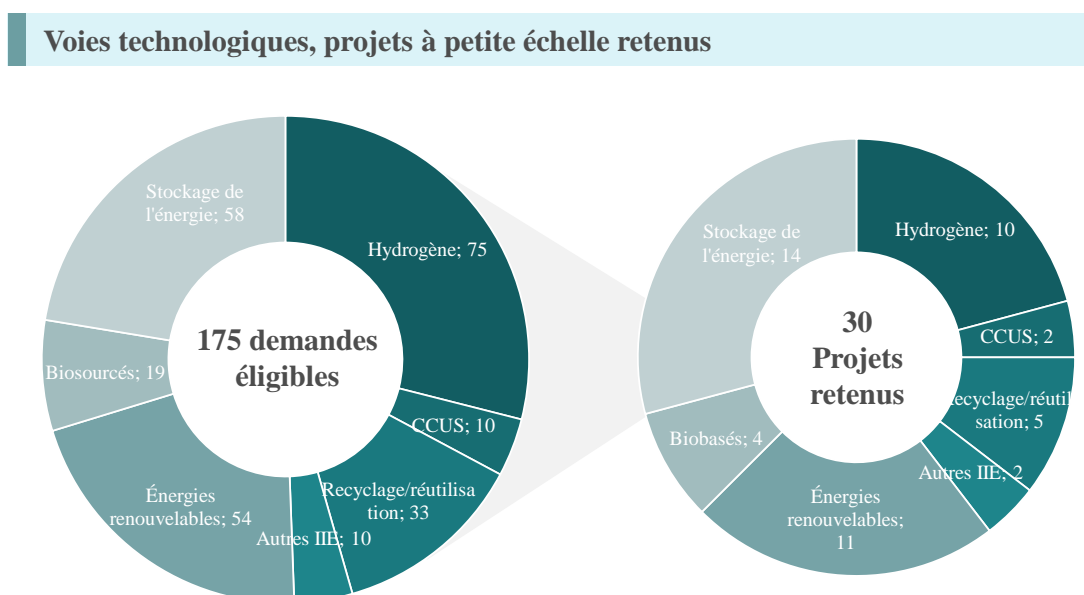 Voies technologiques, projets à petite échelle retenus
Stockage de
l'énergie; 58
Hydrogène; 75
175 demandes
éligibles
Biosourcés; 19
CCUS; 10
Énergies
renouvelables; 54
Recyclage/réutilisa
tion; 33
Autres IIE; 10
Stockage de
l'énergie; 14
Hydrogène; 10
30
Projets
retenus
CCUS; 2
Recyclage/réutili
sation; 5
Biobasés; 4
Autres IIE; 2
Énergies
renouvelables;
11